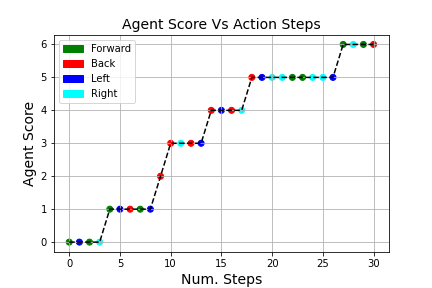 Agent Score Vs Action Steps
6
5
4
3
2
1
0
Agent Score
Forward
Back
Left
Right
0 5 10 15 20 25 30
Num. Steps